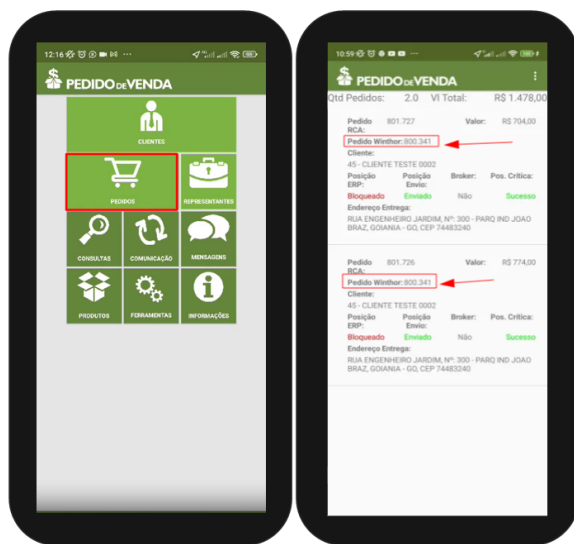 12:16
PEDIDO DE VENDA
CLIENTES
PEDIDOS
REPRESENTANTES
CONSULTAS
COMUNICAÇÃO
MENSAGENS
PRODUTOS
FERRAMENTAS
INFORMAÇÕES
10:59
PEDIDO DE VENDA
Qtd Pedidos: 2.0 Vl Total: R$ 1.478,00
Pedido RCA: 801.727 Valor: R$ 704,00
Pedido Winthor: 800.341
Cliente:
45 - CLIENTE TESTE 0002
Posição ERP: Posição Envio: Broker: Pos. Crítica:
Bloqueado Enviado Não Sucesso
Endereço Entrega:
RUA ENGENHEIRO JARDIM, Nº: 300 - PARQ IND JOAO
BRAZ, GOIANIA - GO, CEP 74483240
Pedido RCA: 801.726 Valor: R$ 774,00
Pedido Winthor: 800.341
Cliente:
45 - CLIENTE TESTE 0002
Posição ERP: Posição Envio: Broker: Pos. Crítica:
Bloqueado Enviado Não Sucesso
Endereço Entrega:
RUA ENGENHEIRO JARDIM, Nº: 300 - PARQ IND JOAO
BRAZ, GOIANIA - GO, CEP 74483240